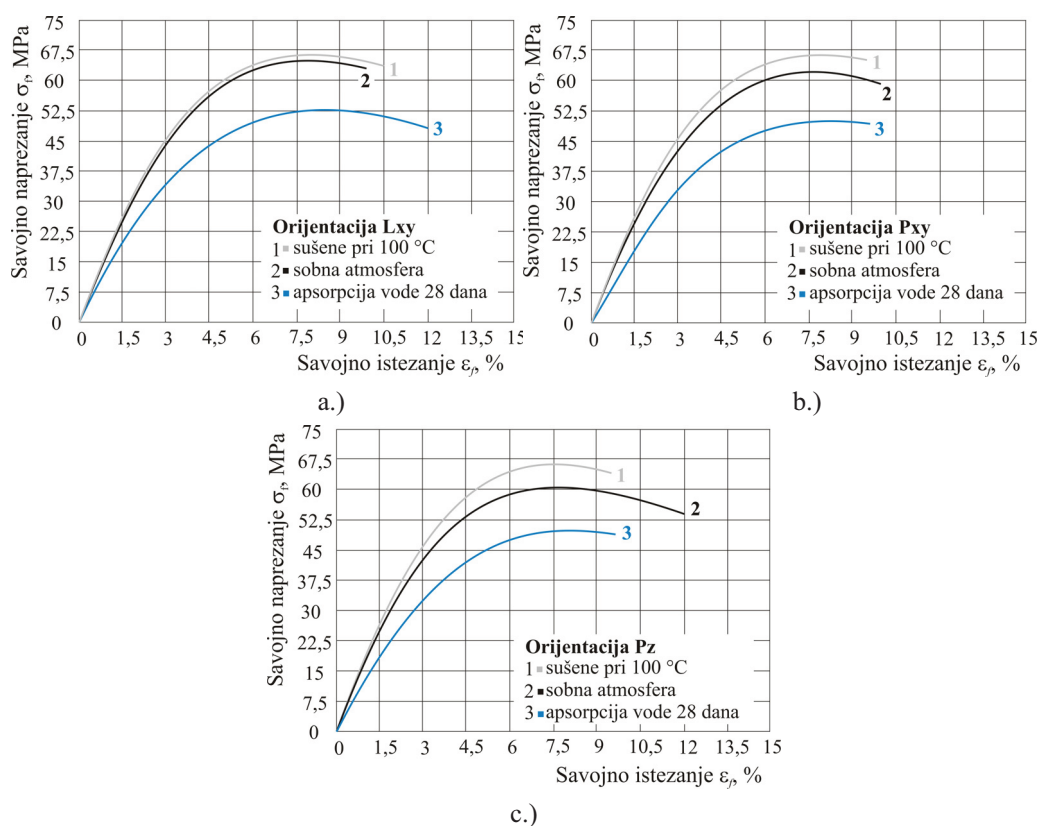 75
67,5
60
52,5
45
37,5
30
22,5
15
7,5
0
Savojno naprezanje σf, MPa
1
2
3
Orijentacija Lxy
1 sušene pri 100 °C
2 sobna atmosfera
3 apsorpcija vode 28 dana
0 1,5 3 4,5 6 7,5 9 10,5 12 13,5 15
Savojno istezanje εf, %
a.)
75
67,5
60
52,5
45
37,5
30
22,5
15
7,5
0
Savojno naprezanje σf, MPa
1
2
3
Orijentacija Pxy
1 sušene pri 100 °C
2 sobna atmosfera
3 apsorpcija vode 28 dana
0 1,5 3 4,5 6 7,5 9 10,5 12 13,5 15
Savojno istezanje εf, %
b.)
75
67,5
60
52,5
45
37,5
30
22,5
15
7,5
0
Savojno naprezanje σf, MPa
1
2
3
Orijentacija Pz
1 sušene pri 100 °C
2 sobna atmosfera
3 apsorpcija vode 28 dana
0 1,5 3 4,5 6 7,5 9 10,5 12 13,5 15
Savojno istezanje εf, %
c.)